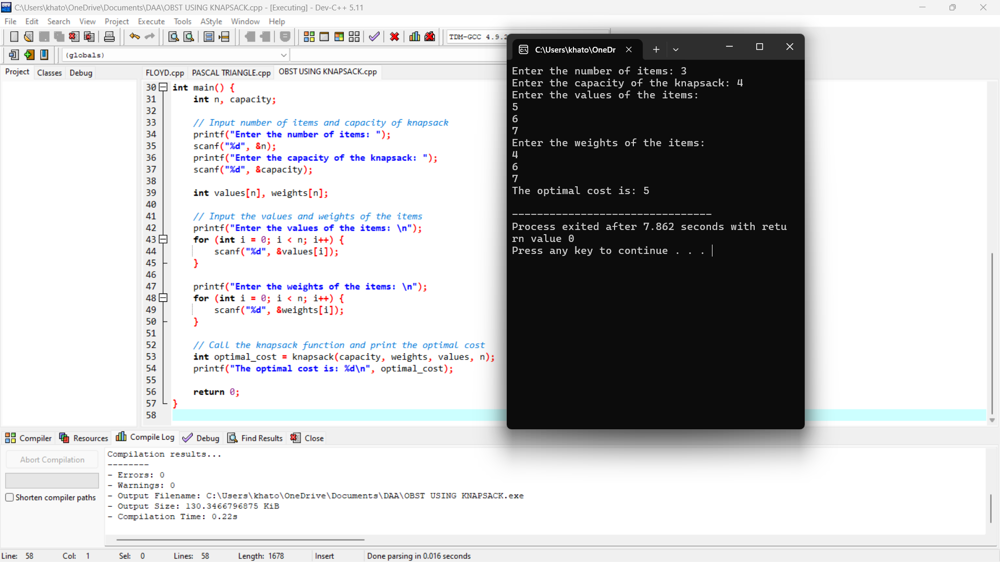 C:\Users\khato\OneDrive\Documents\DAA\OBST USING KNAPSACK.cpp - [Executing] - Dev-C++ 5.11
File Edit Search View Project Execute Tools AStyle Window Help
TDM-GCC 4.9.2
(globals)
Project Classes Debug
FLOYD.cpp PASCAL TRIANGLE.cpp OBST USING KNAPSACK.cpp
30 int main() {
31 int n, capacity;
32
33 // Input number of items and capacity of knapsack
34 printf("Enter the number of items: ");
35 scanf("%d", &n);
36 printf("Enter the capacity of the knapsack: ");
37 scanf("%d", &capacity);
38
39 int values[n], weights[n];
40
41 // Input the values and weights of the items
42 printf("Enter the values of the items: \n");
43 for (int i = 0; i < n; i++) {
44 scanf("%d", &values[i]);
45 }
46
47 printf("Enter the weights of the items: \n");
48 for (int i = 0; i < n; i++) {
49 scanf("%d", &weights[i]);
50 }
51
52 // Call the knapsack function and print the optimal cost
53 int optimal_cost = knapsack(capacity, weights, values, n);
54 printf("The optimal cost is: %d\n", optimal_cost);
55
56 return 0;
57 }
58
C:\Users\khato\OneDr
Enter the number of items: 3
Enter the capacity of the knapsack: 4
Enter the values of the items:
5
6
7
Enter the weights of the items:
4
6
7
The optimal cost is: 5
--------------------------------
Process exited after 7.862 seconds with retu
rn value 0
Press any key to continue . . .
Compiler Resources Compile Log Debug Find Results Close
Abort Compilation
Shorten compiler paths
Compilation results...
--------
- Errors: 0
- Warnings: 0
- Output Filename: C:\Users\khato\OneDrive\Documents\DAA\OBST USING KNAPSACK.exe
- Output Size: 130.3466796875 KiB
- Compilation Time: 0.22s
Line: 58 Col: 1 Sel: 0 Lines: 58 Length: 1678 Insert Done parsing in 0.016 seconds